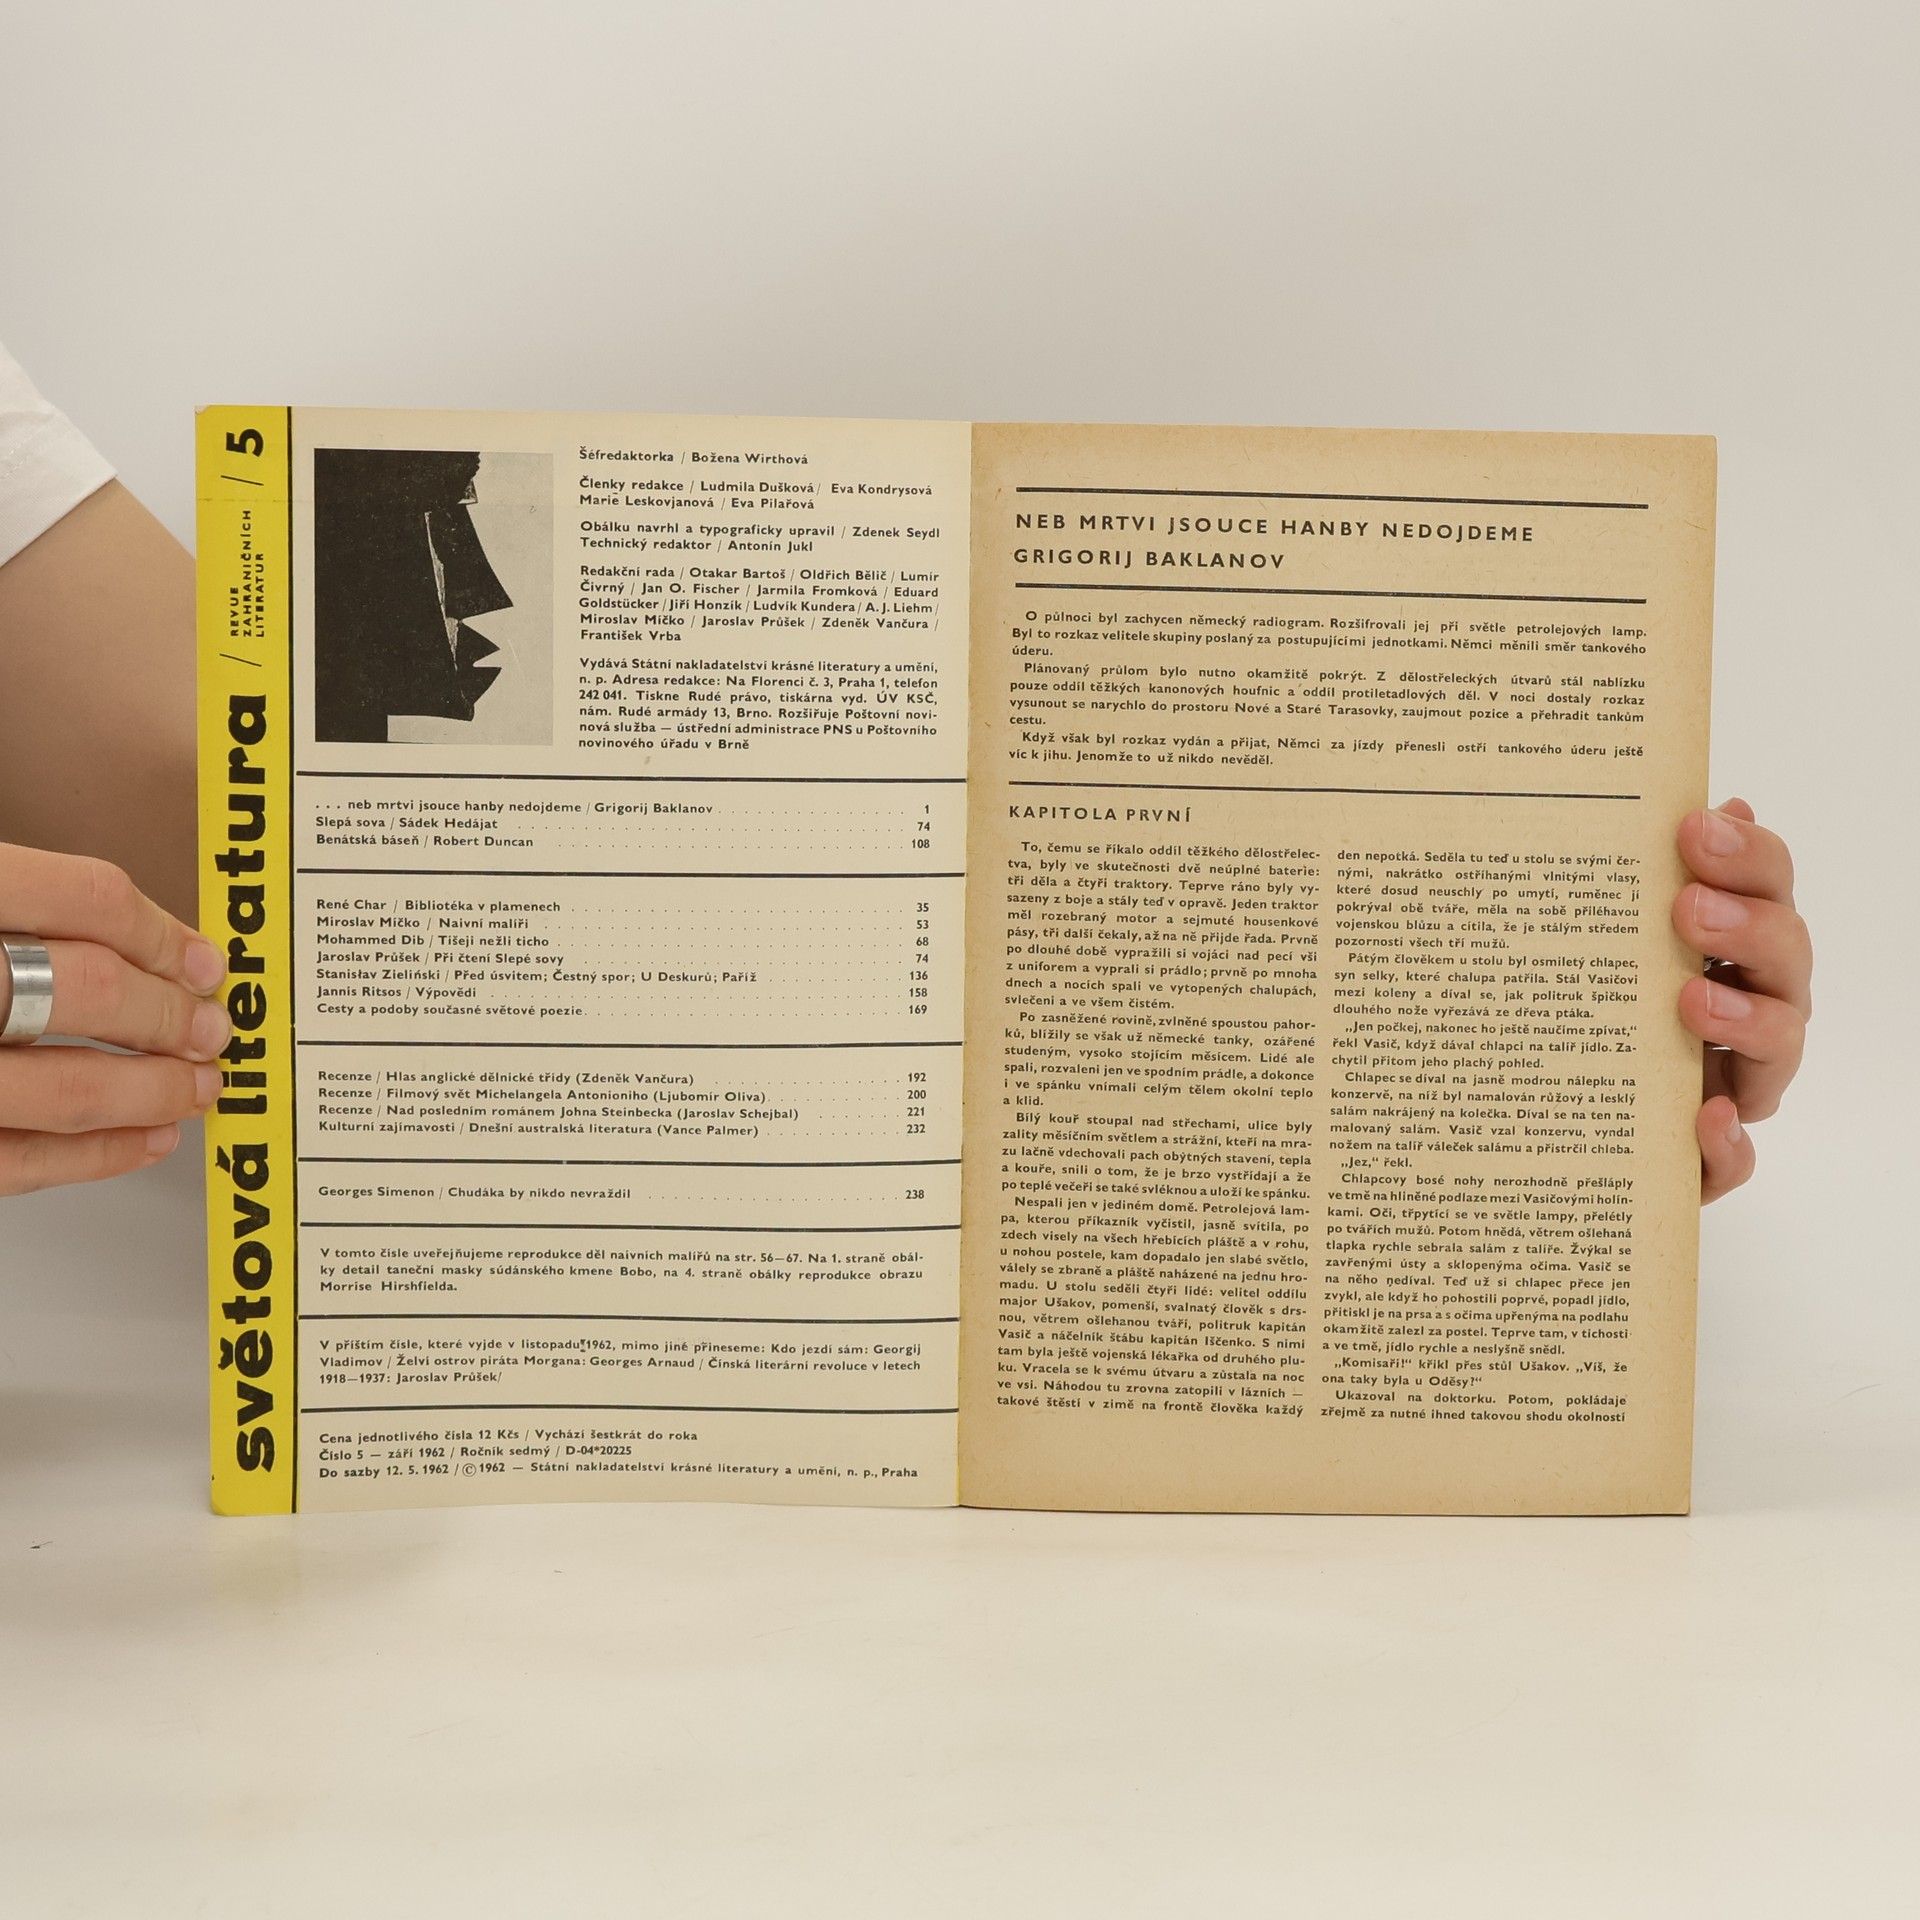 světová literatura / REVUE ZAHRANIČNÍCH LITERATUR / 5
Šéfredaktorka / Božena Wirthová
Členky redakce / Ludmila Dušková / Eva Kondrysová
Marie Leskovjanová / Eva Pilařová
Obálku navrhl a typograficky upravil / Zdenek Seydl
Technický redaktor / Antonín Jukl
Redakční rada / Otakar Bartoš / Oldřich Bělič / Lumír
Čivrný / Jan O. Fischer / Jarmila Fromková / Eduard
Goldstücker / Jiří Honzík / Ludvík Kundera / A. J. Liehm /
Miroslav Míčko / Jaroslav Průšek / Zdeněk Vančura /
František Vrba
Vydává Státní nakladatelství krásné literatury a umění,
n. p. Adresa redakce: Na Florenci č. 3, Praha 1, telefon
242 041. Tiskne Rudé právo, tiskárna vyd. ÚV KSČ,
nám. Rudé armády 13, Brno. Rozšiřuje Poštovní novi-
nová služba — ústřední administrace PNS u Poštovního
novinového úřadu v Brně
. . . neb mrtvi jsouce hanby nedojdeme / Grigorij Baklanov 1
Slepá sova / Sádek Hedájat 74
Benátská báseň / Robert Duncan 108
René Char / Bibliotéka v plamenech 35
Miroslav Míčko / Naivní malíři 53
Mohammed Dib / Tišeji nežli ticho 68
Jaroslav Průšek / Při čtení Slepé sovy 74
Stanisłav Zieliński / Před úsvitem; Čestný spor; U Deskurů; Paříž 136
Jannis Ritsos / Výpovědi 158
Cesty a podoby současné světové poezie 169
Recenze / Hlas anglické dělnické třídy (Zdeněk Vančura) 192
Recenze / Filmový svět Michelangela Antonioniho (Ljubomír Oliva) 200
Recenze / Nad posledním románem Johna Steinbecka (Jaroslav Schejbal) 221
Kulturní zajímavosti / Dnešní australská literatura (Vance Palmer) 232
Georges Simenon / Chudáka by nikdo nevraždil 238
V tomto čísle uveřejňujeme reprodukce děl naivních malířů na str. 56—67. Na 1. straně obál-
ky detail taneční masky súdánského kmene Bobo, na 4. straně obálky reprodukce obrazu
Morrise Hirshfielda.
V příštím čísle, které vyjde v listopadu 1962, mimo jiné přineseme: Kdo jezdí sám: Georgij
Vladimov / Želví ostrov piráta Morgana: Georges Arnaud / Čínská literární revoluce v letech
1918—1937: Jaroslav Průšek/
Cena jednotlivého čísla 12 Kčs / Vychází šestkrát do roka
Číslo 5 — září 1962 / Ročník sedmý / D-04*20225
Do sazby 12. 5. 1962 / © 1962 — Státní nakladatelství krásné literatury a umění, n. p., Praha
NEB MRTVI JSOUCE HANBY NEDOJDEME
GRIGORIJ BAKLANOV
O půlnoci byl zachycen německý radiogram. Rozšifrovali jej při světle petrolejových lamp.
Byl to rozkaz velitele skupiny poslaný za postupujícími jednotkami. Němci měnili směr tankového
úderu.
Plánovaný průlom bylo nutno okamžitě pokrýt. Z dělostřeleckých útvarů stál nablízku
pouze oddíl těžkých kanonových houfnic a oddíl protiletadlových děl. V noci dostaly rozkaz
vysunout se narychlo do prostoru Nové a Staré Tarasovky, zaujmout pozice a přehradit tankům
cestu.
Když však byl rozkaz vydán a přijat, Němci za jízdy přenesli ostří tankového úderu ještě
víc k jihu. Jenomže to už nikdo nevěděl.
KAPITOLA PRVNÍ
To, čemu se říkalo oddíl těžkého dělostřelec-
tva, byly ve skutečnosti dvě neúplné baterie:
tři děla a čtyři traktory. Teprve ráno byly vy-
sazeny z boje a stály teď v opravě. Jeden traktor
měl rozebraný motor a sejmuté housenkové
pásy, tři další čekaly, až na ně přijde řada. Prvně
po dlouhé době vypražili si vojáci nad pecí vši
z uniforem a vyprali si prádlo; prvně po mnoha
dnech a nocích spali ve vytopených chalupách,
svlečeni a ve všem čistém.
Po zasněžené rovině, zvlněné spoustou pahor-
ků, blížily se však už německé tanky, ozářené
studeným, vysoko stojícím měsícem. Lidé ale
spali, rozvaleni jen ve spodním prádle, a dokonce
i ve spánku vnímali celým tělem okolní teplo
a klid.
Bílý kouř stoupal nad střechami, ulice byly
zality měsíčním světlem a strážní, kteří na mra-
zu lačně vdechovali pach obytných stavení, tepla
a kouře, snili o tom, že je brzo vystřídají a že
po teplé večeři se také svléknou a uloží ke spánku.
Nespali jen v jediném domě. Petrolejová lam-
pa, kterou příkazník vyčistil, jasně svítila, po
zdech visely na všech hřebících pláště a v rohu,
u nohou postele, kam dopadalo jen slabé světlo,
válely se zbraně a pláště naházené na jednu hro-
madu. U stolu seděli čtyři lidé: velitel oddílu
major Ušakov, pomenší, svalnatý člověk s drs-
nou, větrem ošlehanou tváří, politruk kapitán
Vasič a náčelník štábu kapitán Iščenko. S nimi
tam byla ještě vojenská lékařka od druhého plu-
ku. Vracela se k svému útvaru a zůstala na noc
ve vsi. Náhodou tu zrovna zatopili v lázních —
takové štěstí v zimě na frontě člověka každý
den nepotká. Seděla tu teď u stolu se svými čer-
nými, nakrátko ostříhanými vlnitými vlasy,
které dosud neuschly po umytí, ruměnec jí
pokrýval obě tváře, měla na sobě přiléhavou
vojenskou blůzu a cítila, že je stálým středem
pozornosti všech tří mužů.
Pátým člověkem u stolu byl osmiletý chlapec,
syn selky, které chalupa patřila. Stál Vasičovi
mezi koleny a díval se, jak politruk špičkou
dlouhého nože vyřezává ze dřeva ptáka.
„Jen počkej, nakonec ho ještě naučíme zpívat,“
řekl Vasič, když dával chlapci na talíř jídlo. Za-
chytil přitom jeho plachý pohled.
Chlapec se díval na jasně modrou nálepku na
konzervě, na níž byl namalován růžový a lesklý
salám nakrájený na kolečka. Díval se na ten na-
malovaný salám. Vasič vzal konzervu, vyndal
nožem na talíř váleček salámu a přistrčil chleba.
„Jez,“ řekl.
Chlapcovy bosé nohy nerozhodně přešláply
ve tmě na hliněné podlaze mezi Vasičovými holín-
kami. Oči, třpytící se ve světle lampy, přelétly
po tvářích mužů. Potom hnědá, větrem ošlehaná
tlapka rychle sebrala salám z talíře. Žvýkal se
zavřenými ústy a sklopenýma očima. Vasič se
na něho nedíval. Teď už si chlapec přece jen
zvykl, ale když ho pohostili poprvé, popadl jídlo,
přitiskl je na prsa a s očima upřenýma na podlahu
okamžitě zalezl za postel. Teprve tam, v tichosti
a ve tmě, jídlo rychle a neslyšně snědl.
„Komisaři!“ křikl přes stůl Ušakov. „Víš, že
ona taky byla u Oděsy?“
Ukazoval na doktorku. Potom, pokládaje
zřejmě za nutné ihned takovou shodu okolností